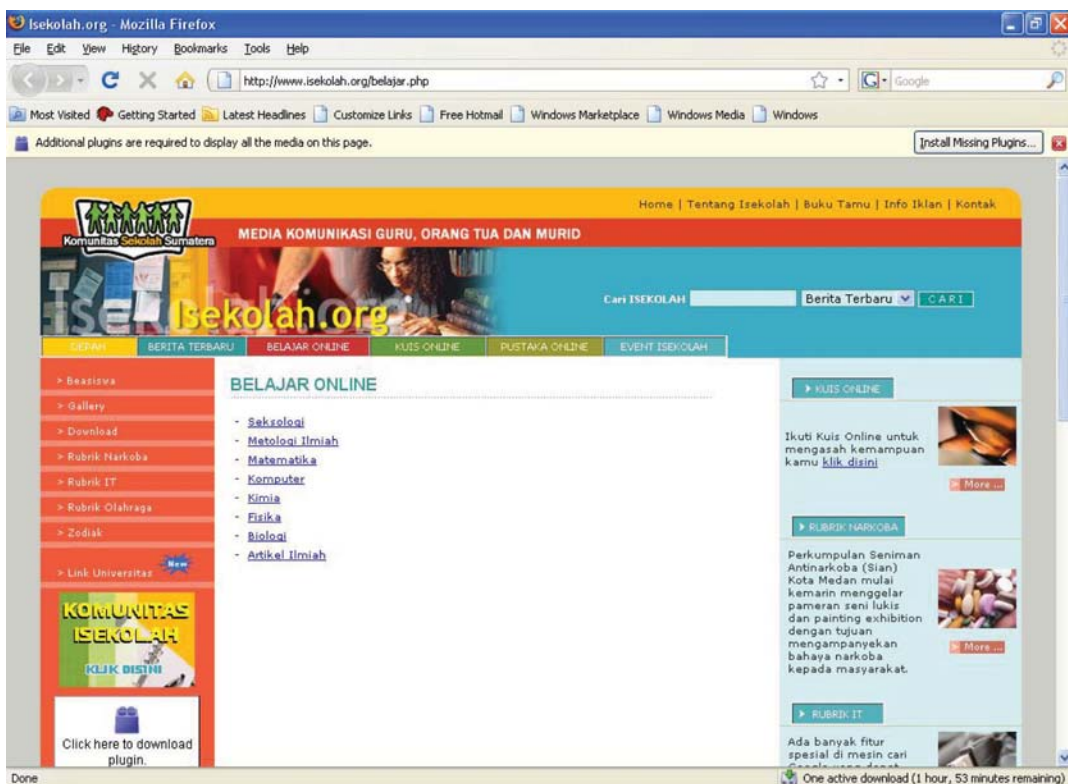 Isekolah.org - Mozilla Firefox
File Edit View History Bookmarks Tools Help
http://www.isekolah.org/belajar.php
Google
Most Visited Getting Started Latest Headlines Customize Links Free Hotmail Windows Marketplace Windows Media Windows
Additional plugins are required to display all the media on this page.
Install Missing Plugins...
Home | Tentang Isekolah | Buku Tamu | Info Iklan | Kontak
Komunitas Sekolah Sumatera
MEDIA KOMUNIKASI GURU, ORANG TUA DAN MURID
Isekolah.org
Cari ISEKOLAH
Berita Terbaru
CARI
DEPAN BERITA TERBARU BELAJAR ONLINE KUIS ONLINE PUSTAKA ONLINE EVENT ISEKOLAH
> Beasiswa
> Gallery
> Download
> Rubrik Narkoba
> Rubrik IT
> Rubrik Olahraga
> Zodiak
> Link Universitas
New
KOMUNITAS
ISEKOLAH
KLIK DISINI
Click here to download
plugin.
BELAJAR ONLINE
- Seksologi
- Metologi Ilmiah
- Matematika
- Komputer
- Kimia
- Fisika
- Biologi
- Artikel Ilmiah
KUIS ONLINE
Ikuti Kuis Online untuk
mengasah kemampuan
kamu klik disini
More ...
RUBRIK NARKOBA
Perkumpulan Seniman
Antinarkoba (Sian)
Kota Medan mulai
kemarin menggelar
pameran seni lukis
dan painting exhibition
dengan tujuan
mengampanyekan
bahaya narkoba
kepada masyarakat.
More ...
RUBRIK IT
Ada banyak fitur
spesial di mesin cari
Done
One active download (1 hour, 53 minutes remaining)